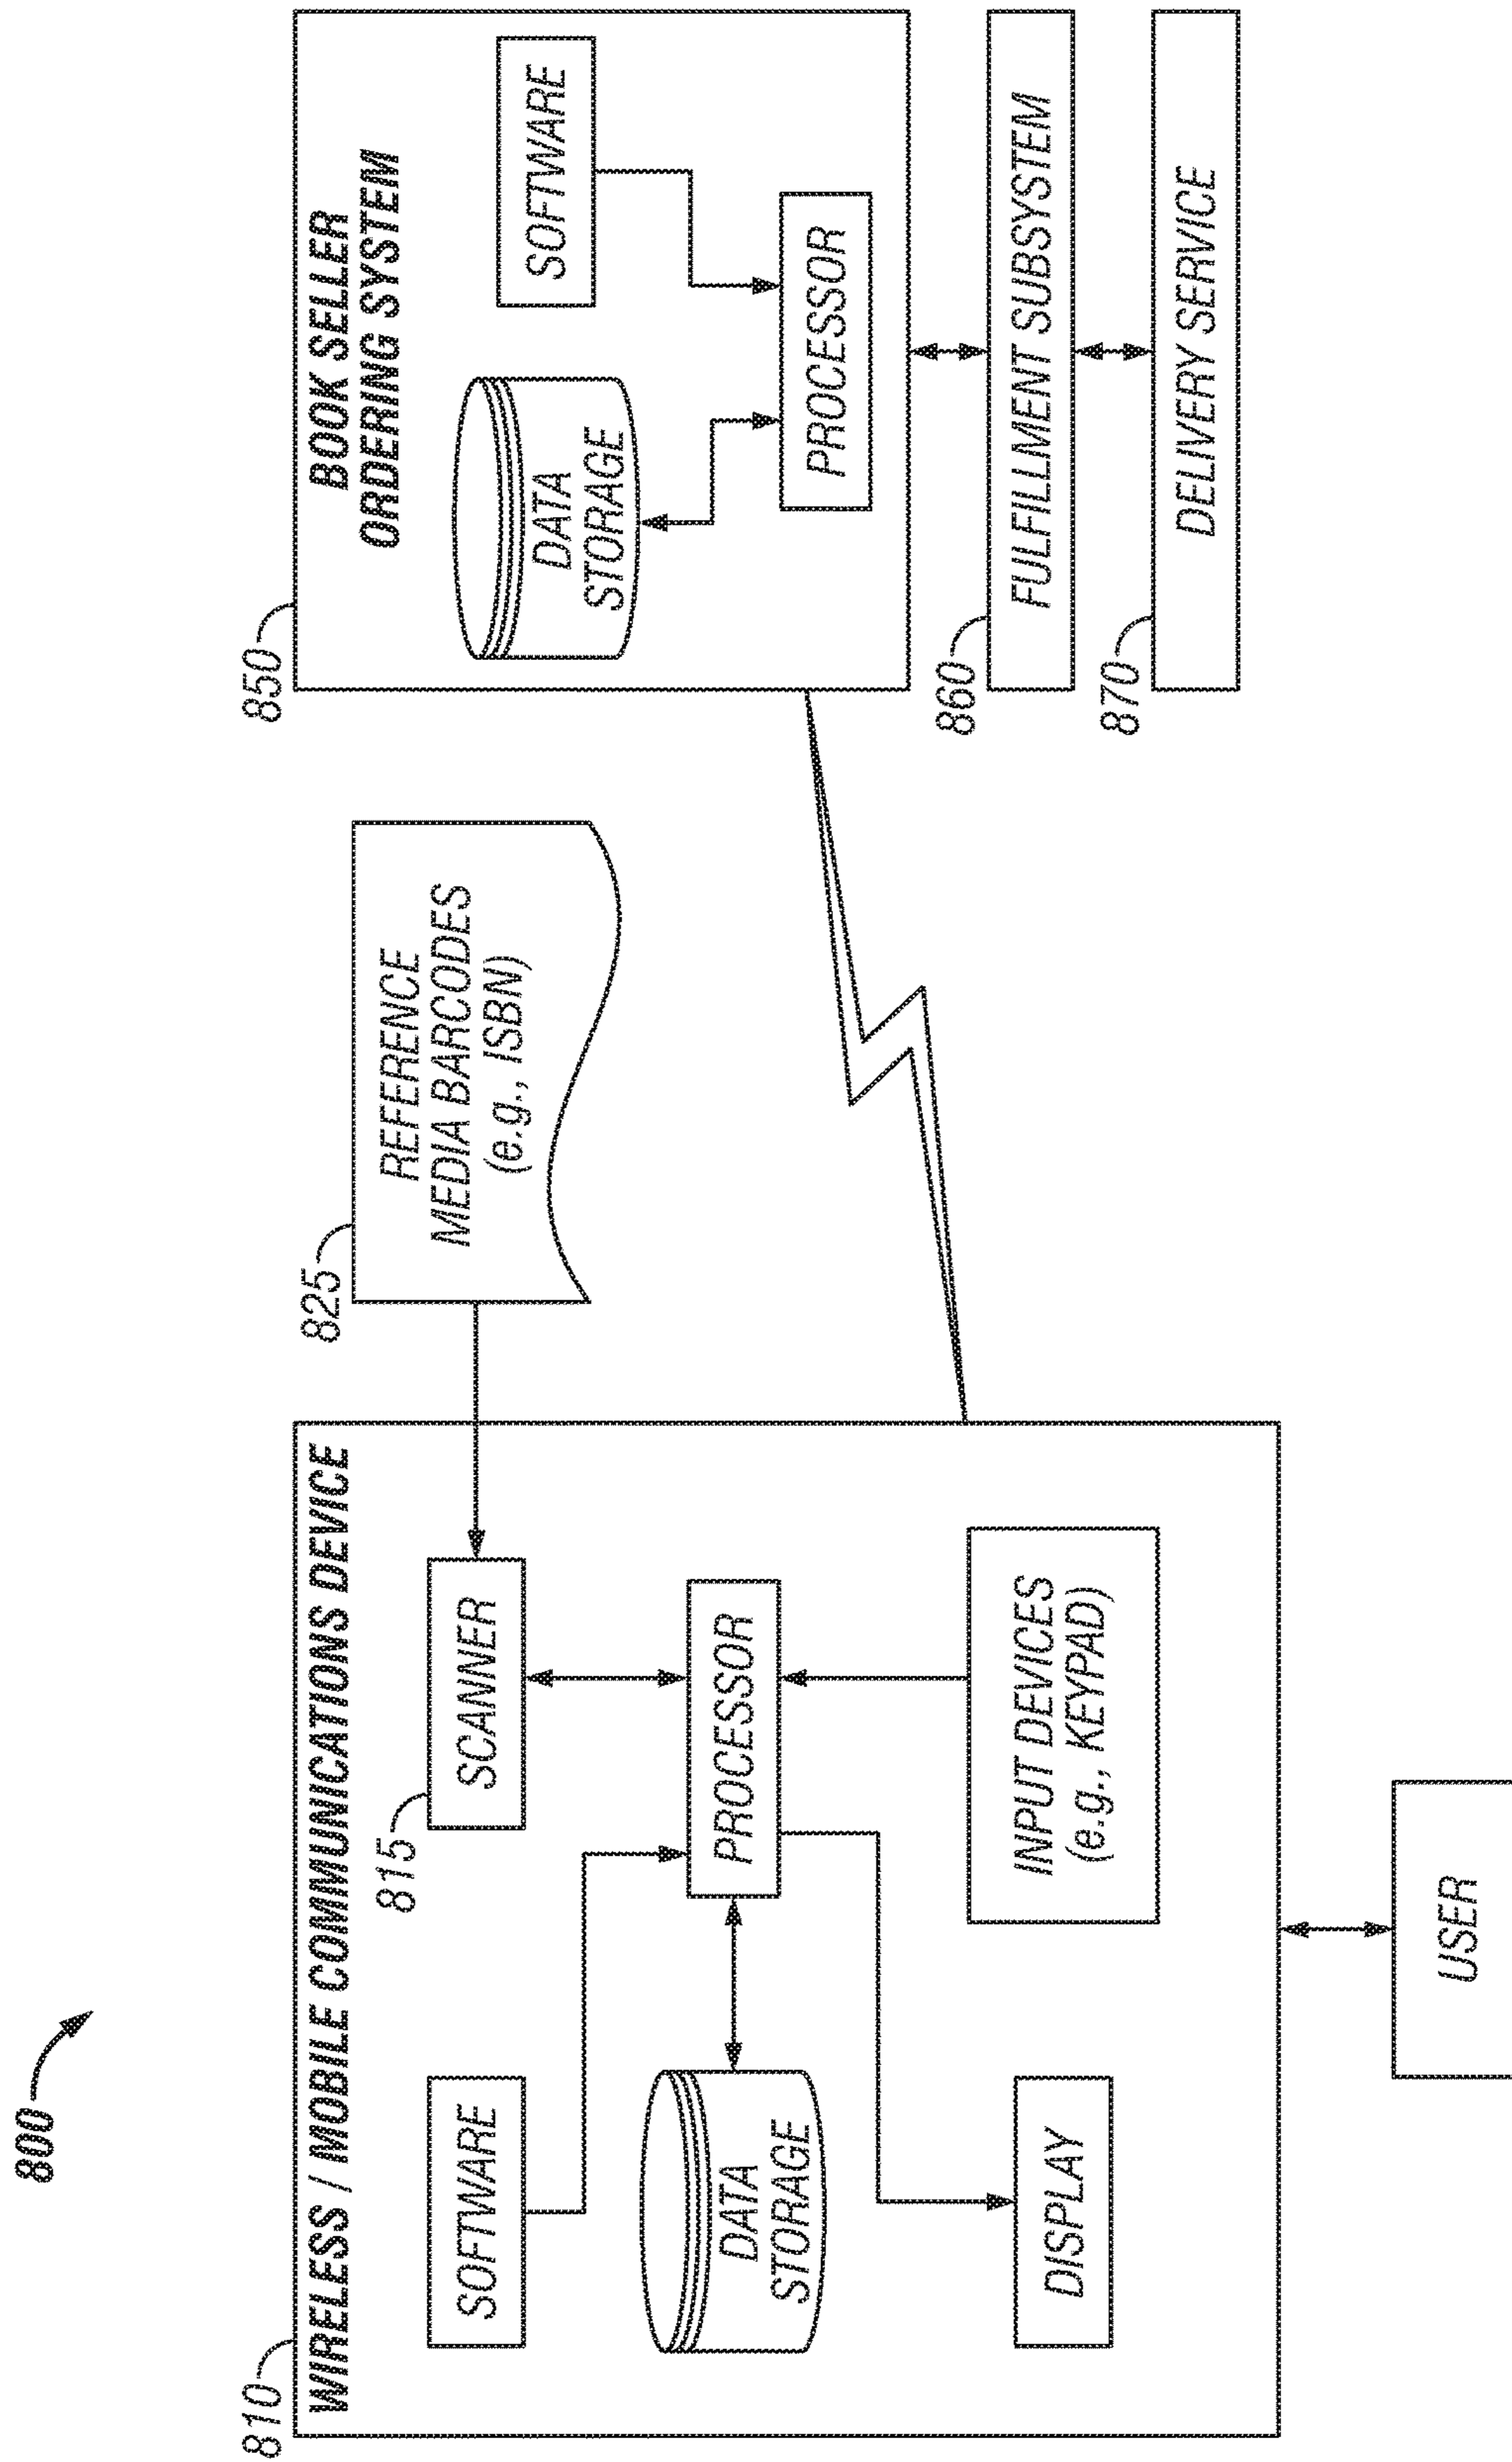 800
810
WIRELESS / MOBILE COMMUNICATIONS DEVICE
SOFTWARE
815
SCANNER
DATA
STORAGE
PROCESSOR
DISPLAY
INPUT DEVICES
(e.g., KEYPAD)
USER
825
REFERENCE
MEDIA BARCODES
(e.g., ISBN)
850
BOOK SELLER
ORDERING SYSTEM
DATA
STORAGE
SOFTWARE
PROCESSOR
860
FULFILLMENT SUBSYSTEM
870
DELIVERY SERVICE